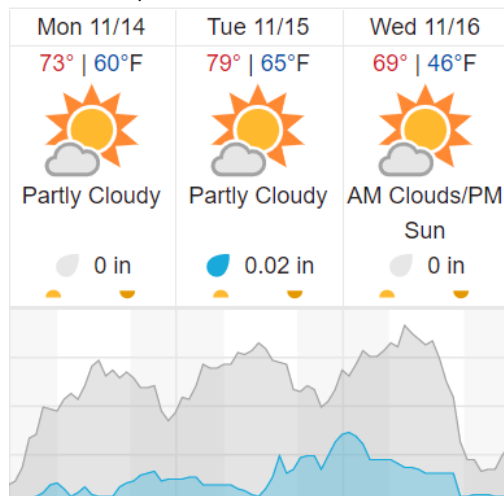 Mon 11/14
Tue 11/15
Wed 11/16
73° | 60°F
79° | 65°F
69° | 46°F
Partly Cloudy
Partly Cloudy
AM Clouds/PM
Sun
0 in
0.02 in
0 in